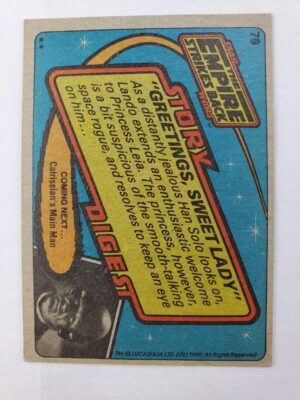 79
STAR WARS
THE
EMPIRE
STRIKES BACK
STORY
"GREETINGS, SWEET LADY"
As a distantly jealous Han Solo looks on,
Lando extends an enthusiastic welcome
to Princess Leia. The Princess, however,
is a bit suspicious of the smooth-talking
space rogue, and resolves to keep an eye
on him...
DIGEST
COMING NEXT...
Calrissian's Main Man
TM: © LUCASFILM LTD. (LFL) 1980. All Rights Reserved
**